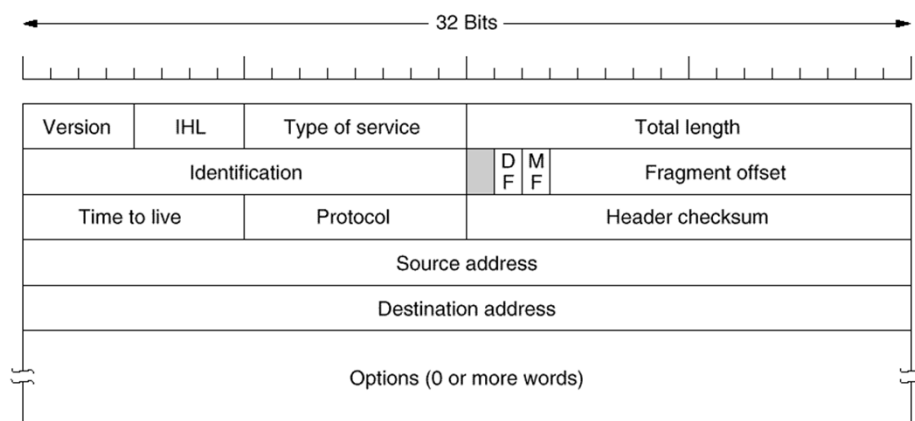 32 Bits
Version IHL Type of service Total length
Identification D F M F Fragment offset
Time to live Protocol Header checksum
Source address
Destination address
Options (0 or more words)